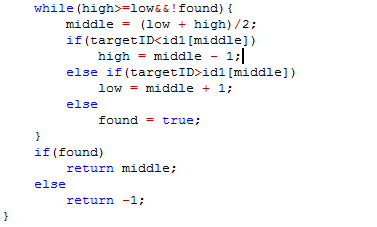 while(high>=low&&!found){
middle = (low + high)/2;
if(targetID<id1[middle])
high = middle - 1;
else if(targetID>id1[middle])
low = middle + 1;
else
found = true;
}
if(found)
return middle;
else
return -1;
}